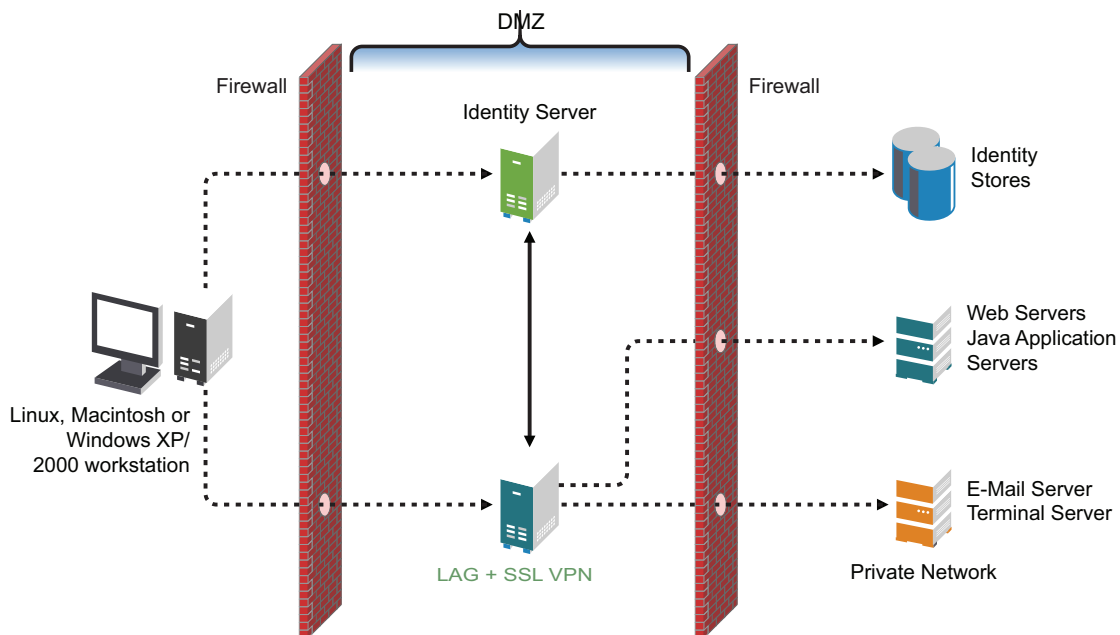 DMZ
Firewall
Firewall
Identity Server
Identity
Stores
Web Servers
Java Application
Servers
Linux, Macintosh or
Windows XP/
2000 workstation
E-Mail Server
Terminal Server
LAG + SSL VPN
Private Network